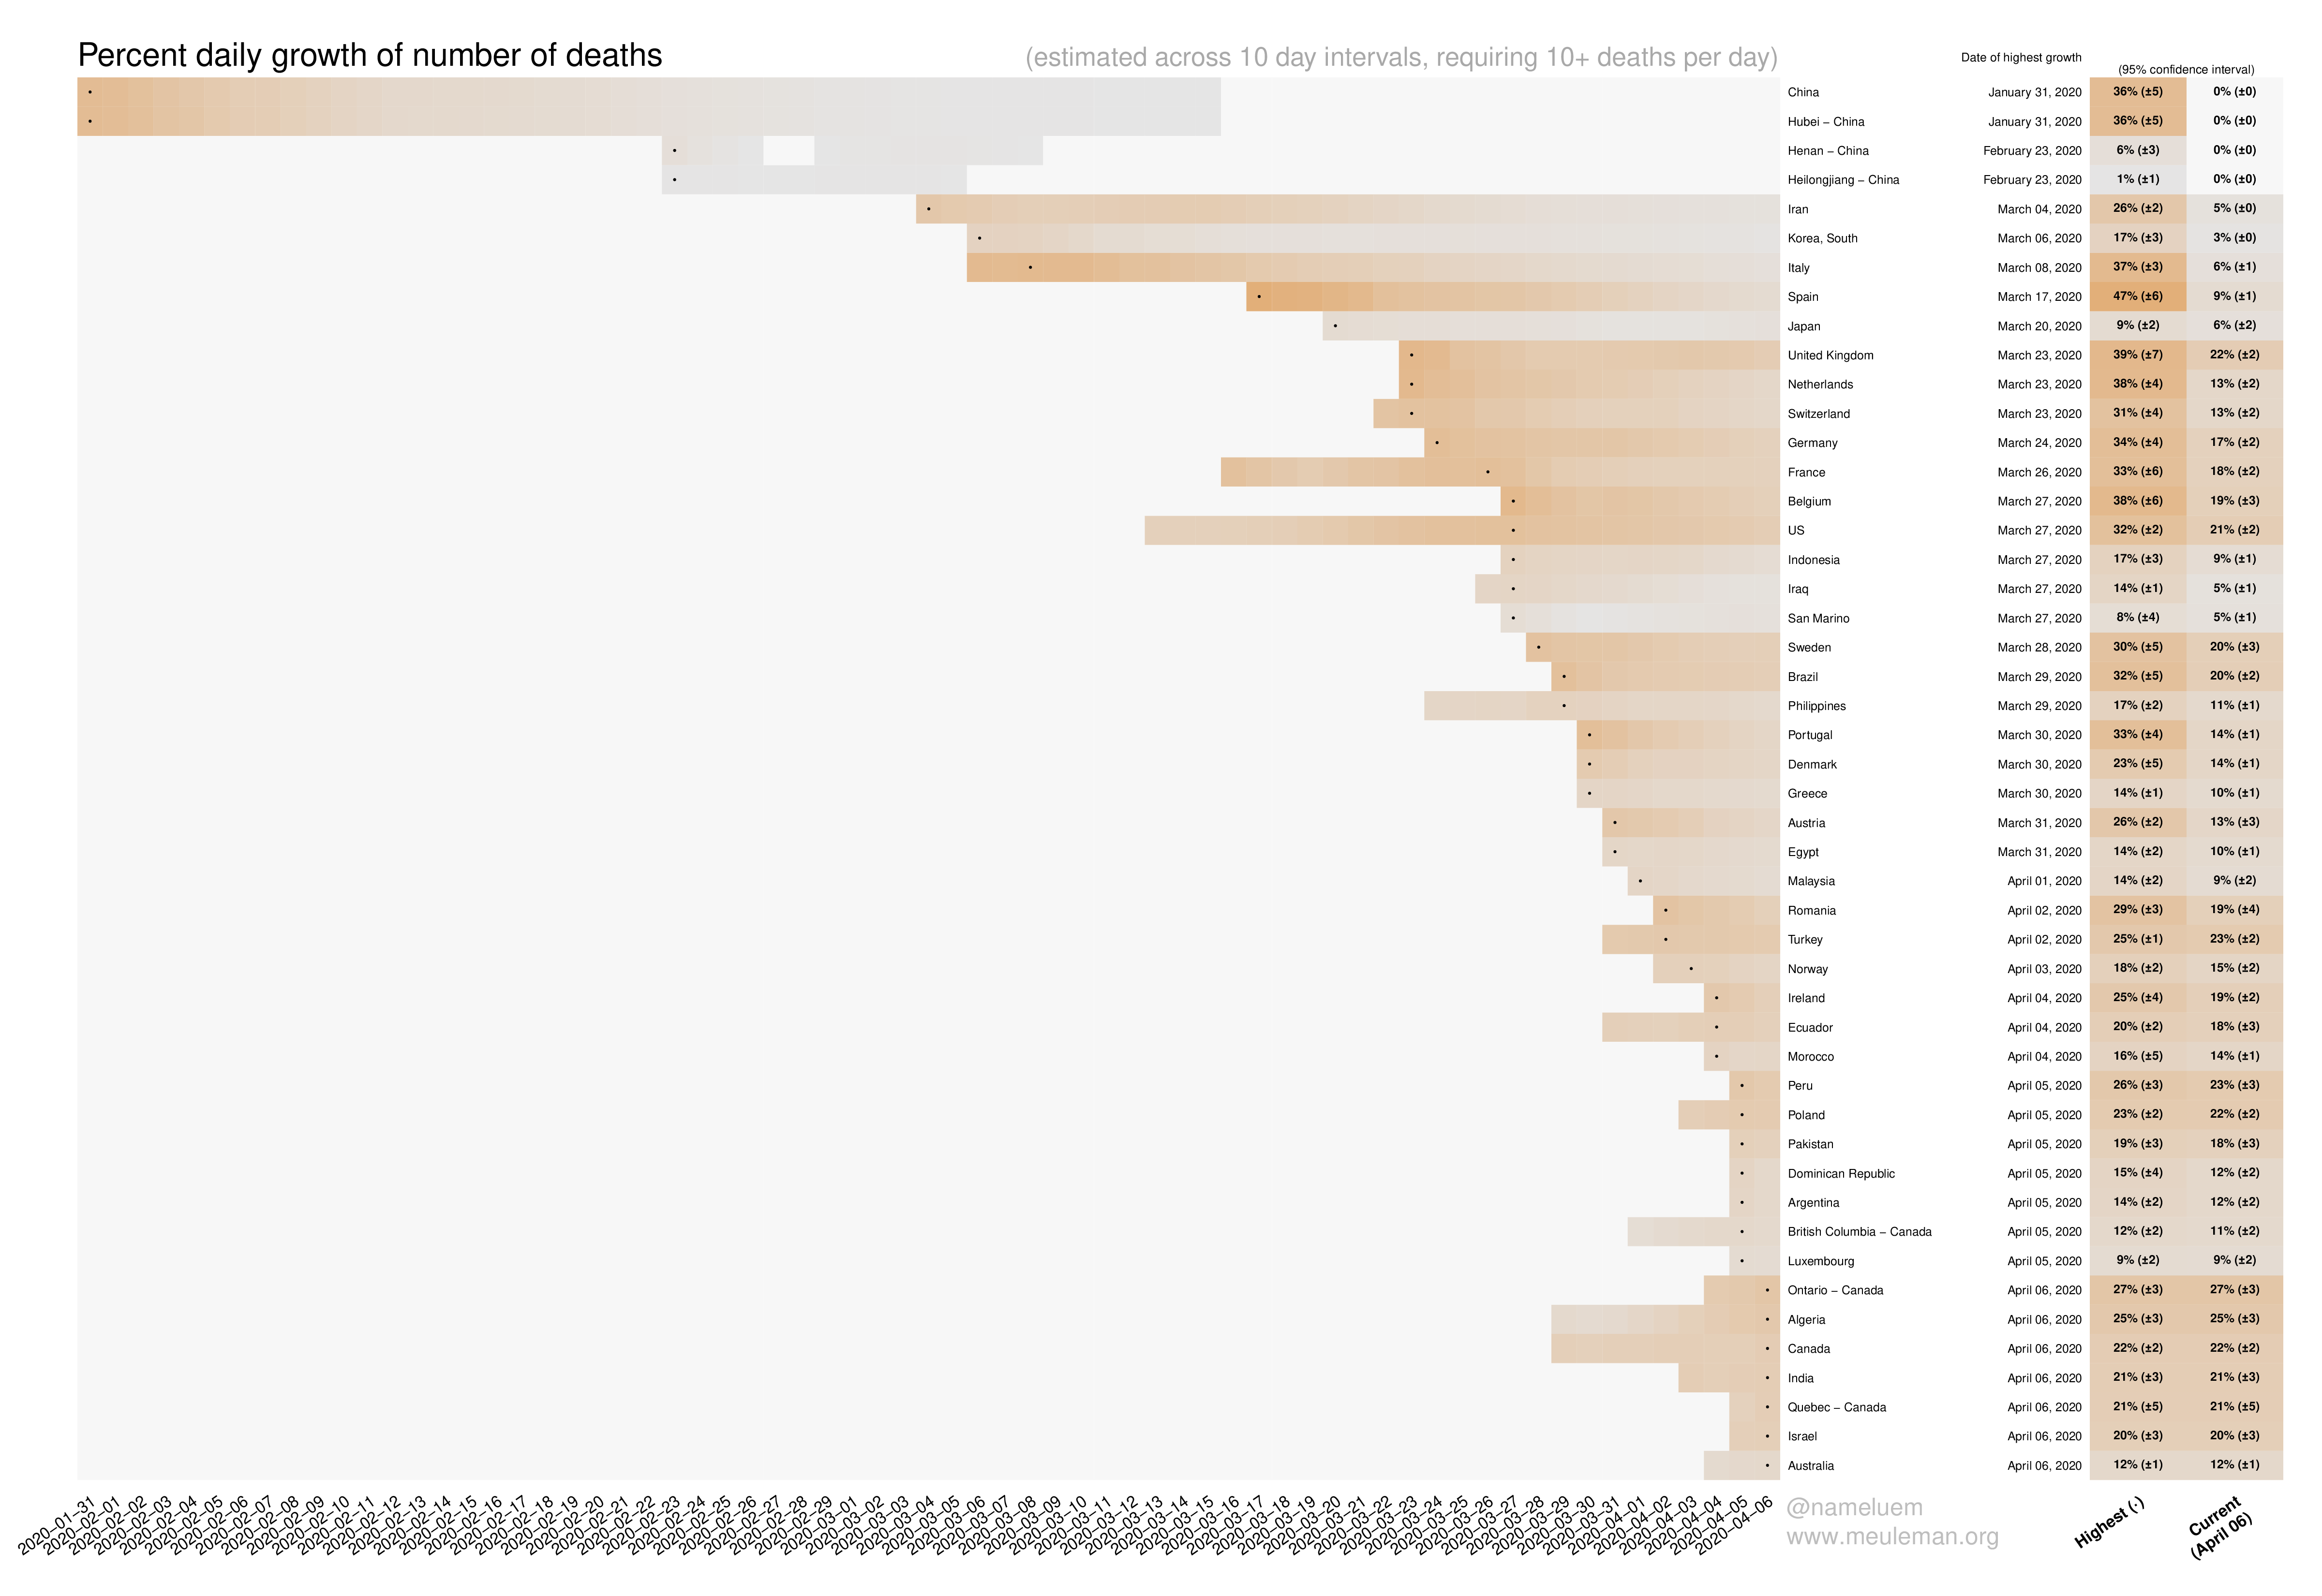 Percent daily growth of number of deaths (estimated across 10 day intervals, requiring 10+ deaths per day) Date of highest growth
(95% confidence interval)
China January 31, 2020 36% (±5) 0% (±0)
Hubei − China January 31, 2020 36% (±5) 0% (±0)
Henan − China February 23, 2020 6% (±3) 0% (±0)
Heilongjiang − China February 23, 2020 1% (±1) 0% (±0)
Iran March 04, 2020 26% (±2) 5% (±0)
Korea, South March 06, 2020 17% (±3) 3% (±0)
Italy March 08, 2020 37% (±3) 6% (±1)
Spain March 17, 2020 47% (±6) 9% (±1)
Japan March 20, 2020 9% (±2) 6% (±2)
United Kingdom March 23, 2020 39% (±7) 22% (±2)
Netherlands March 23, 2020 38% (±4) 13% (±2)
Switzerland March 23, 2020 31% (±4) 13% (±2)
Germany March 24, 2020 34% (±4) 17% (±2)
France March 26, 2020 33% (±6) 18% (±2)
Belgium March 27, 2020 38% (±6) 19% (±3)
US March 27, 2020 32% (±2) 21% (±2)
Indonesia March 27, 2020 17% (±3) 9% (±1)
Iraq March 27, 2020 14% (±1) 5% (±1)
San Marino March 27, 2020 8% (±4) 5% (±1)
Sweden March 28, 2020 30% (±5) 20% (±3)
Brazil March 29, 2020 32% (±5) 20% (±2)
Philippines March 29, 2020 17% (±2) 11% (±1)
Portugal March 30, 2020 33% (±4) 14% (±1)
Denmark March 30, 2020 23% (±5) 14% (±1)
Greece March 30, 2020 14% (±1) 10% (±1)
Austria March 31, 2020 26% (±2) 13% (±3)
Egypt March 31, 2020 14% (±2) 10% (±1)
Malaysia April 01, 2020 14% (±2) 9% (±2)
Romania April 02, 2020 29% (±3) 19% (±4)
Turkey April 02, 2020 25% (±1) 23% (±2)
Norway April 03, 2020 18% (±2) 15% (±2)
Ireland April 04, 2020 25% (±4) 19% (±2)
Ecuador April 04, 2020 20% (±2) 18% (±3)
Morocco April 04, 2020 16% (±5) 14% (±1)
Peru April 05, 2020 26% (±3) 23% (±3)
Poland April 05, 2020 23% (±2) 22% (±2)
Pakistan April 05, 2020 19% (±3) 18% (±3)
Dominican Republic April 05, 2020 15% (±4) 12% (±2)
Argentina April 05, 2020 14% (±2) 12% (±2)
British Columbia − Canada April 05, 2020 12% (±2) 11% (±2)
Luxembourg April 05, 2020 9% (±2) 9% (±2)
Ontario − Canada April 06, 2020 27% (±3) 27% (±3)
Algeria April 06, 2020 25% (±3) 25% (±3)
Canada April 06, 2020 22% (±2) 22% (±2)
India April 06, 2020 21% (±3) 21% (±3)
Quebec − Canada April 06, 2020 21% (±5) 21% (±5)
Israel April 06, 2020 20% (±3) 20% (±3)
Australia April 06, 2020 12% (±1) 12% (±1)
2020−01−31
2020−02−01
2020−02−02
2020−02−03
2020−02−04
2020−02−05
2020−02−06
2020−02−07
2020−02−08
2020−02−09
2020−02−10
2020−02−11
2020−02−12
2020−02−13
2020−02−14
2020−02−15
2020−02−16
2020−02−17
2020−02−18
2020−02−19
2020−02−20
2020−02−21
2020−02−22
2020−02−23
2020−02−24
2020−02−25
2020−02−26
2020−02−27
2020−02−28
2020−02−29
2020−03−01
2020−03−02
2020−03−03
2020−03−04
2020−03−05
2020−03−06
2020−03−07
2020−03−08
2020−03−09
2020−03−10
2020−03−11
2020−03−12
2020−03−13
2020−03−14
2020−03−15
2020−03−16
2020−03−17
2020−03−18
2020−03−19
2020−03−20
2020−03−21
2020−03−22
2020−03−23
2020−03−24
2020−03−25
2020−03−26
2020−03−27
2020−03−28
2020−03−29
2020−03−30
2020−03−31
2020−04−01
2020−04−02
2020−04−03
2020−04−04
2020−04−05
2020−04−06
@nameluem
www.meuleman.org
Highest (·)
Current
(April 06)